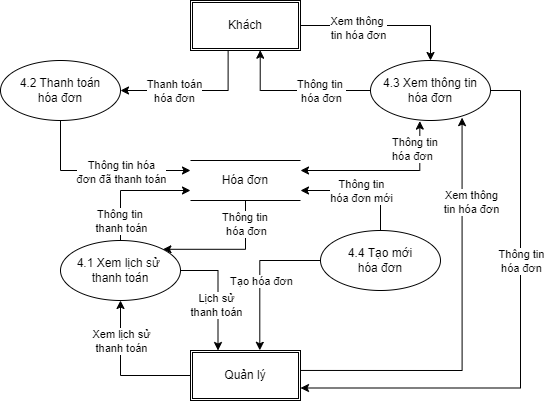 Khách
Xem thông
tin hóa đơn
4.2 Thanh toán
hóa đơn
Thanh toán
hóa đơn
Thông tin
hóa đơn
4.3 Xem thông tin
hóa đơn
Thông tin
hóa đơn
Thông tin hóa
đơn đã thanh toán
Hóa đơn
Thông tin
hóa đơn mới
Xem thông
tin hóa đơn
Thông tin
thanh toán
Thông tin
hóa đơn
4.1 Xem lịch sử
thanh toán
4.4 Tạo mới
hóa đơn
Thông tin
hóa đơn
Tạo hóa đơn
Lịch sử
thanh toán
Xem lịch sử
thanh toán
Quản lý